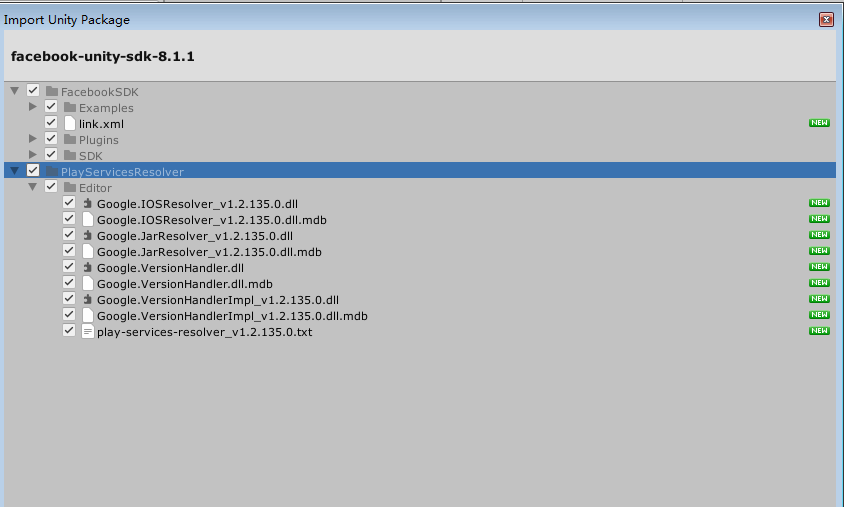 Import Unity Package
facebook-unity-sdk-8.1.1
FacebookSDK
Examples
link.xml NEW
Plugins
SDK
PlayServicesResolver
Editor
Google.IOSResolver_v1.2.135.0.dll NEW
Google.IOSResolver_v1.2.135.0.dll.mdb NEW
Google.JarResolver_v1.2.135.0.dll NEW
Google.JarResolver_v1.2.135.0.dll.mdb NEW
Google.VersionHandler.dll NEW
Google.VersionHandler.dll.mdb NEW
Google.VersionHandlerImpl_v1.2.135.0.dll NEW
Google.VersionHandlerImpl_v1.2.135.0.dll.mdb NEW
play-services-resolver_v1.2.135.0.txt NEW